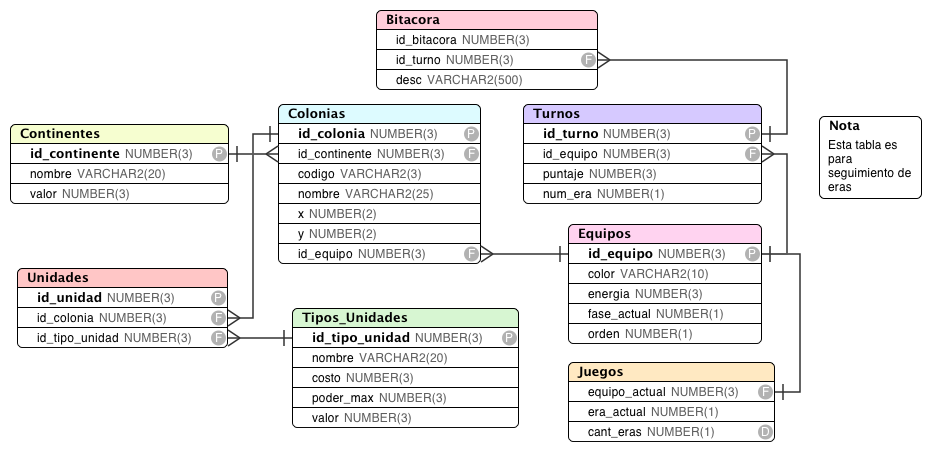 Bitacora
id_bitacora NUMBER(3)
id_turno NUMBER(3) F
desc VARCHAR2(500)
Continentes
id_continente NUMBER(3) P
nombre VARCHAR2(20)
valor NUMBER(3)
Colonias
id_colonia NUMBER(3) P
id_continente NUMBER(3) F
codigo VARCHAR2(3)
nombre VARCHAR2(25)
x NUMBER(2)
y NUMBER(2)
id_equipo NUMBER(3) F
Turnos
id_turno NUMBER(3) P
id_equipo NUMBER(3) F
puntaje NUMBER(3)
num_era NUMBER(1)
Nota
Esta tabla es
para
seguimiento de
eras
Equipos
id_equipo NUMBER(3) P
color VARCHAR2(10)
energia NUMBER(3)
fase_actual NUMBER(1)
orden NUMBER(1)
Unidades
id_unidad NUMBER(3) P
id_colonia NUMBER(3) F
id_tipo_unidad NUMBER(3) F
Tipos_Unidades
id_tipo_unidad NUMBER(3) P
nombre VARCHAR2(20)
costo NUMBER(3)
poder_max NUMBER(3)
valor NUMBER(3)
Juegos
equipo_actual NUMBER(3) F
era_actual NUMBER(1)
cant_eras NUMBER(1) D